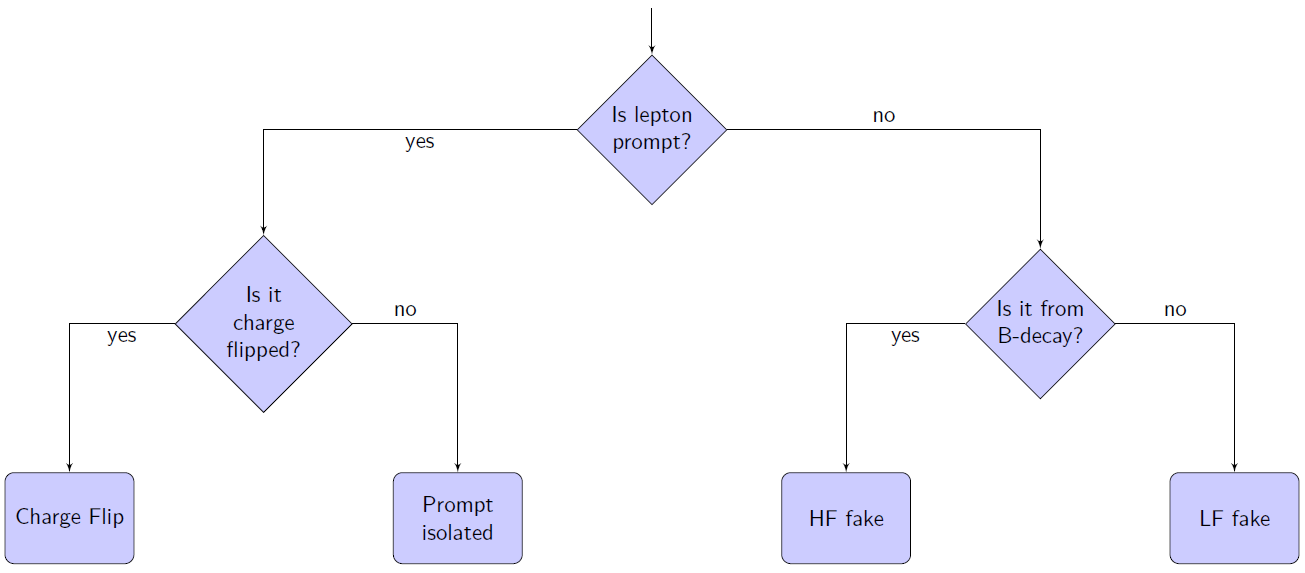 Is lepton
prompt?
yes
no
Is it
charge
flipped?
yes
no
Is it from
B-decay?
yes
no
Charge Flip
Prompt
isolated
HF fake
LF fake